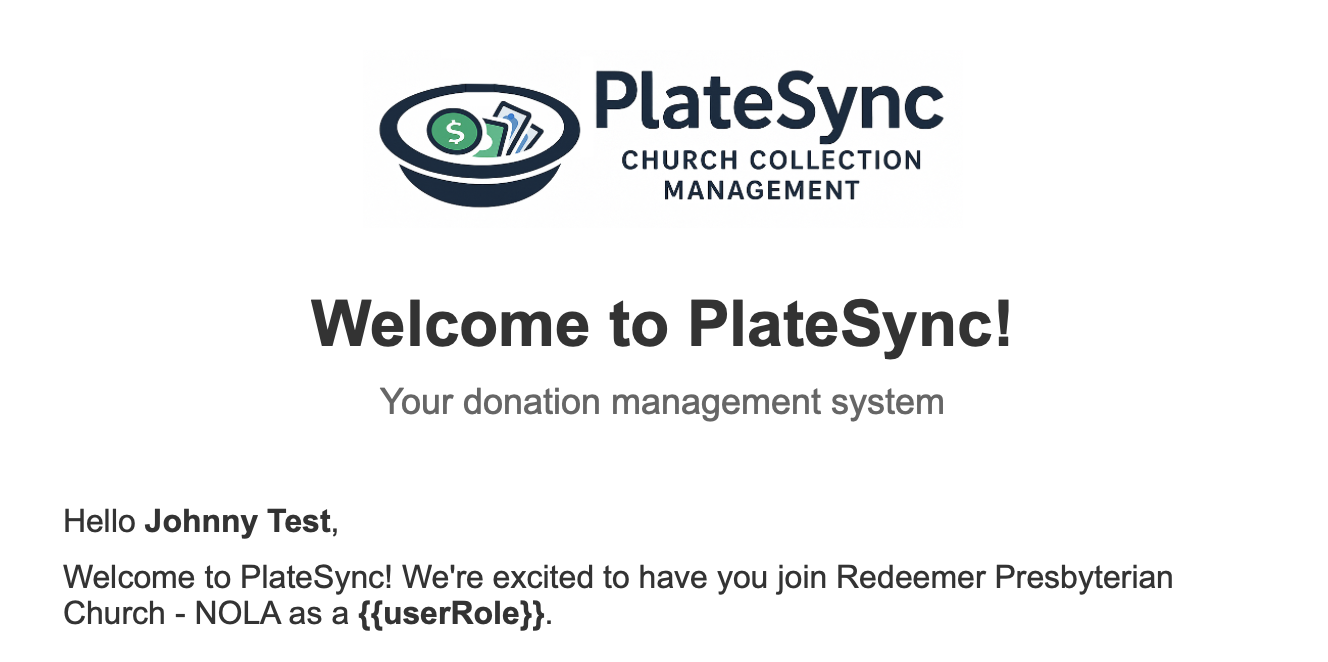 $
PlateSync
CHURCH COLLECTION
MANAGEMENT
Welcome to PlateSync!
Your donation management system
Hello Johnny Test,
Welcome to PlateSync! We're excited to have you join Redeemer Presbyterian
Church - NOLA as a {{userRole}}.